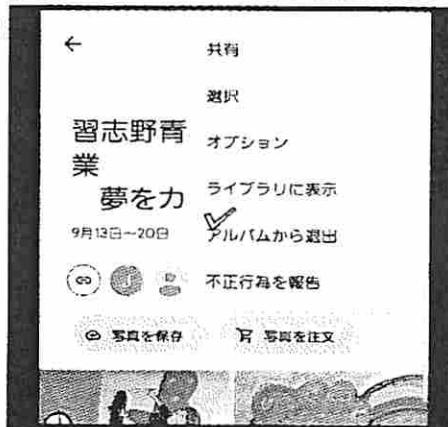 共有
選択
オプション
ライブラリに表示
アルバムから退出
不正行為を報告
習志野青
業
夢を力
9月13日~20日
写真を保存
写真を注文